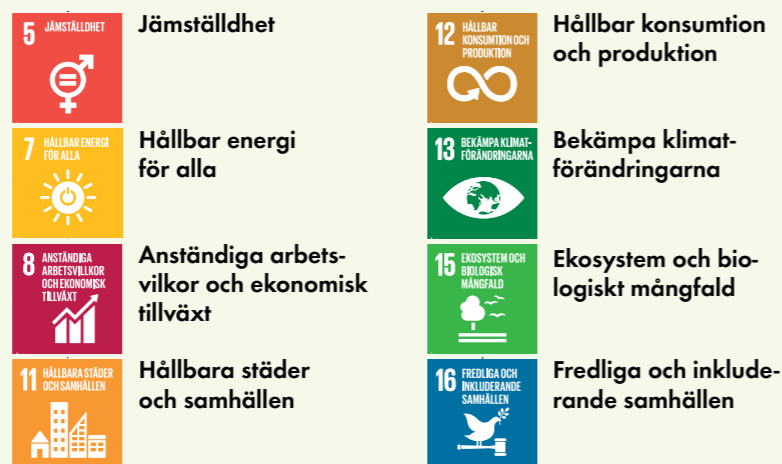 5 JÄMSTÄLLDHET
Jämställdhet
7 HÅLLBAR ENERGI
FÖR ALLA
Hållbar energi
för alla
8 ANSTÄNDIGA
ARBETSVILLKOR
OCH EKONOMISK
TILLVÄXT
Anständiga arbets-
vilkor och ekonomisk
tillväxt
11 HÅLLBARA STÄDER
OCH SAMHÄLLEN
Hållbara städer
och samhällen
12 HÅLLBAR
KONSUMTION OCH
PRODUKTION
Hållbar konsumtion
och produktion
13 BEKÄMPA KLIMAT-
FÖRÄNDRINGARNA
Bekämpa klimat-
förändringarna
15 EKOSYSTEM OCH
BIOLOGISK
MÅNGFALD
Ekosystem och bio-
logiskt mångfald
16 FREDLIGA OCH
INKLUDERANDE
SAMHÄLLEN
Fredliga och inklude-
rande samhällen